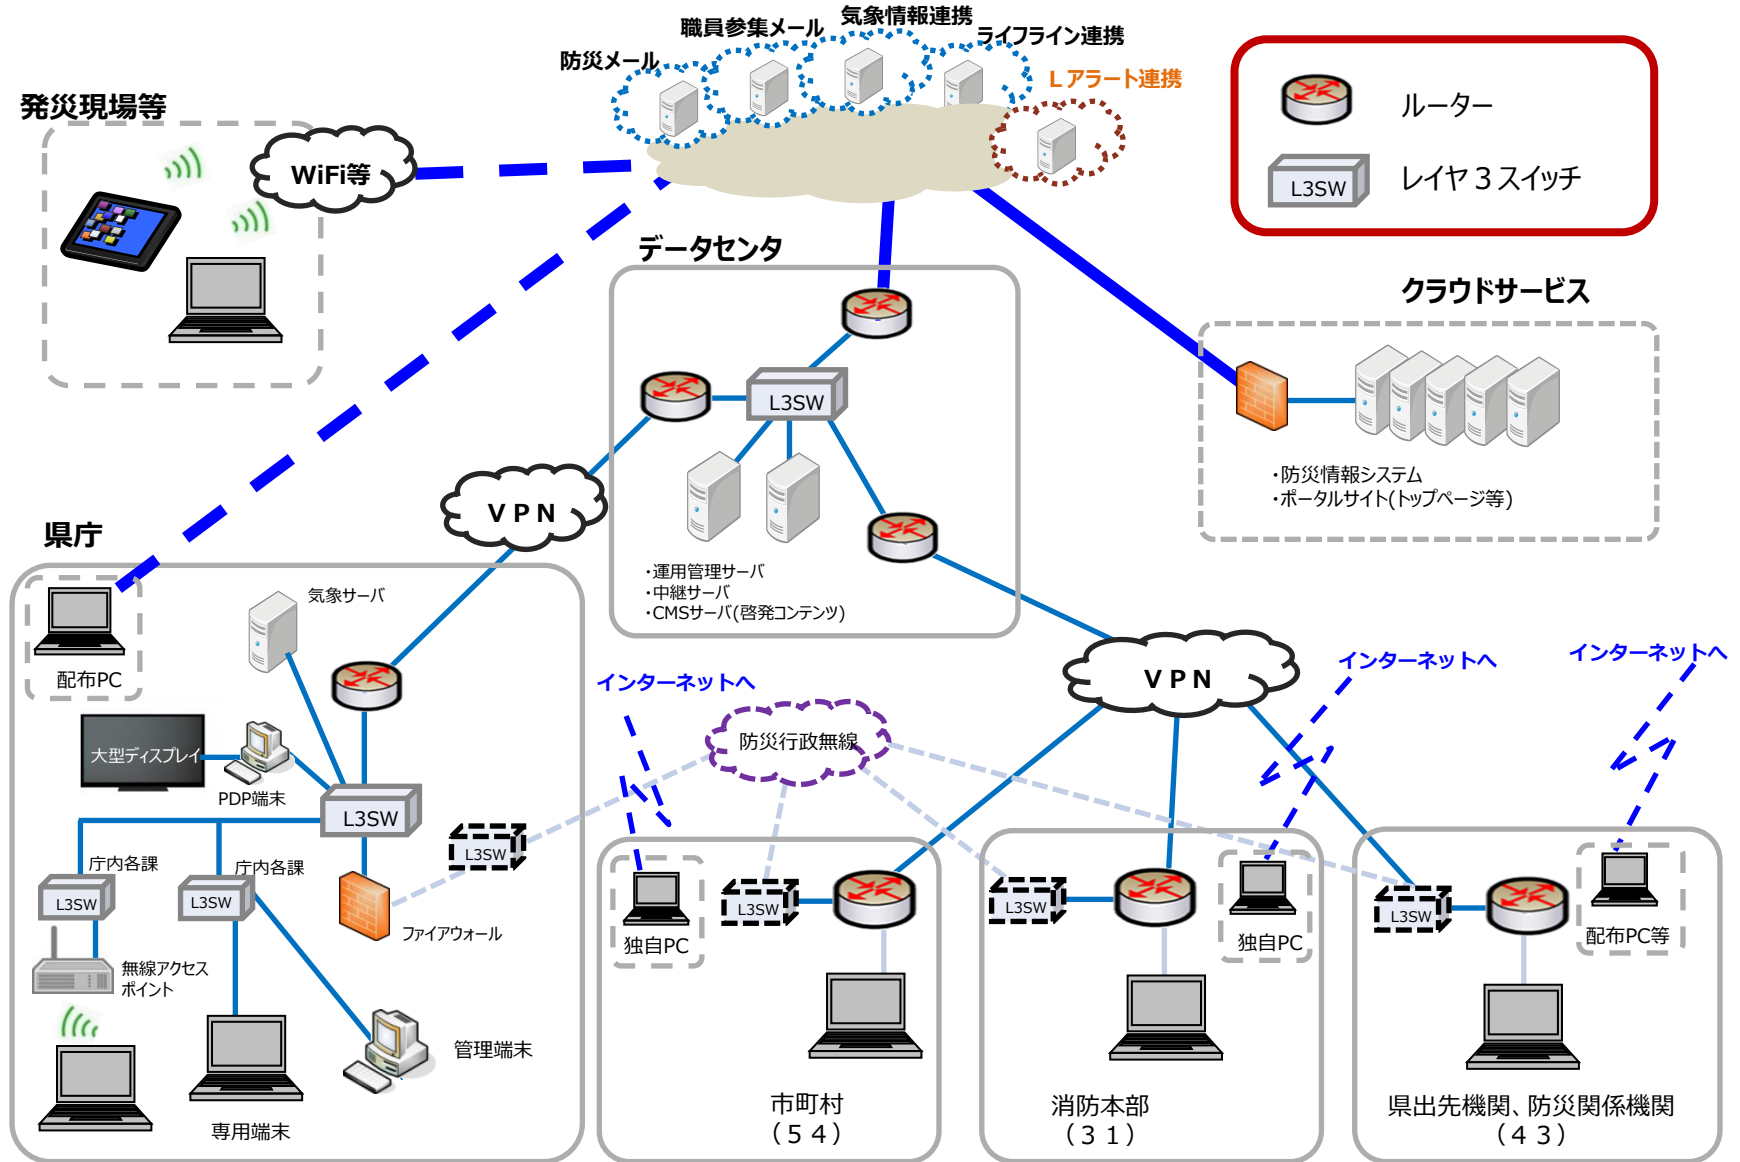 職員参集メール
気象情報連携
ライフライン連携
防災メール
Lアラート連携
発災現場等
WiFi等
ルーター
L3SW
レイヤ3スイッチ
データセンタ
クラウドサービス
L3SW
・防災情報システム
・ポータルサイト(トップページ等)
VPN
・運用管理サーバ
・中継サーバ
・CMSサーバ(啓発コンテンツ)
県庁
気象サーバ
配布PC
大型ディスプレイ
PDP端末
L3SW
庁内各課
庁内各課
L3SW
L3SW
L3SW
ファイアウォール
無線アクセス
ポイント
管理端末
専用端末
VPN
インターネットへ
インターネットへ
インターネットへ
防災行政無線
独自PC
L3SW
市町村
(54)
L3SW
独自PC
消防本部
(31)
L3SW
配布PC等
県出先機関、防災関係機関
(43)